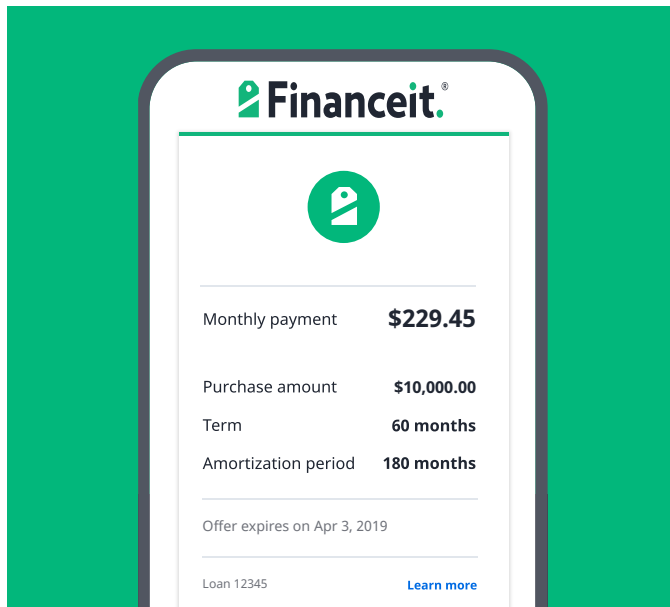 Financeit.®
Monthly payment $229.45
Purchase amount $10,000.00
Term 60 months
Amortization period 180 months
Offer expires on Apr 3, 2019
Loan 12345 Learn more